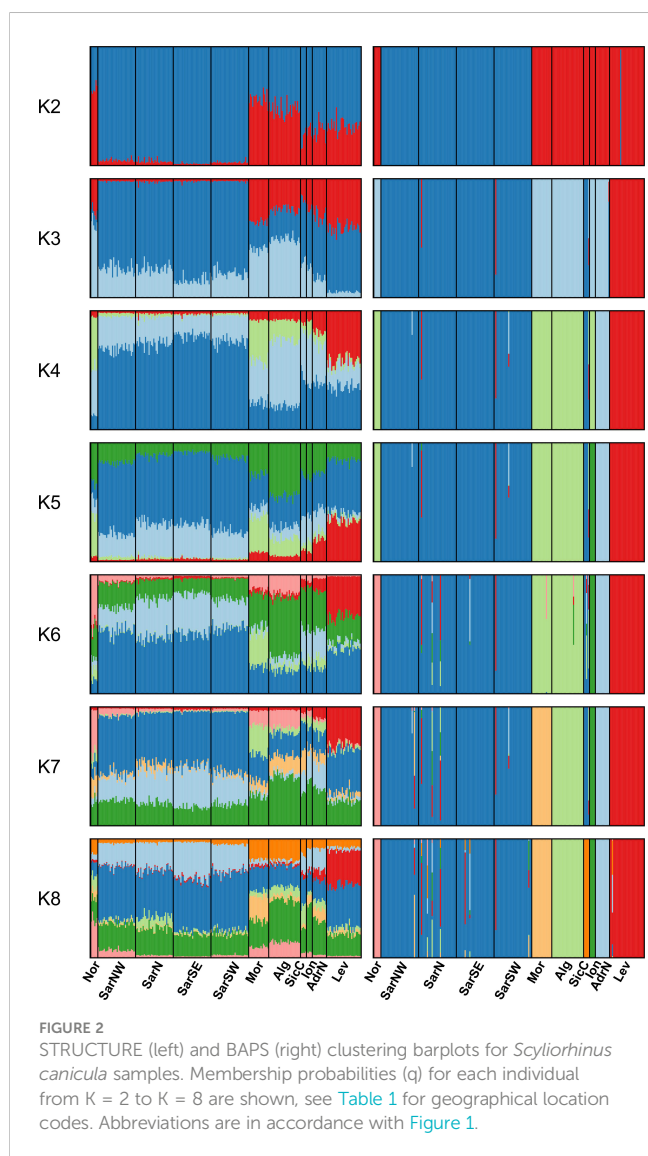 K2
K3
K4
K5
K6
K7
K8
Nor SarNW SarN SarSE SarSW Mor Alg SicC Ion AdrN Lev Nor SarNW SarN SarSE SarSW Mor Alg SicC Ion AdrN Lev
FIGURE 2
STRUCTURE (left) and BAPS (right) clustering barplots for Scyliorhinus
canicula samples. Membership probabilities (q) for each individual
from K = 2 to K = 8 are shown, see Table 1 for geographical location
codes. Abbreviations are in accordance with Figure 1.